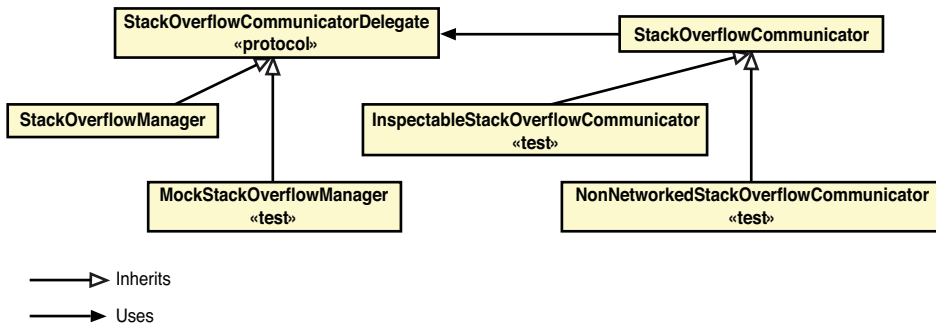 StackOverflowCommunicatorDelegate
«protocol»
StackOverflowCommunicator
StackOverflowManager
InspectableStackOverflowCommunicator
«test»
MockStackOverflowManager
«test»
NonNetworkedStackOverflowCommunicator
«test»
Inherits
Uses